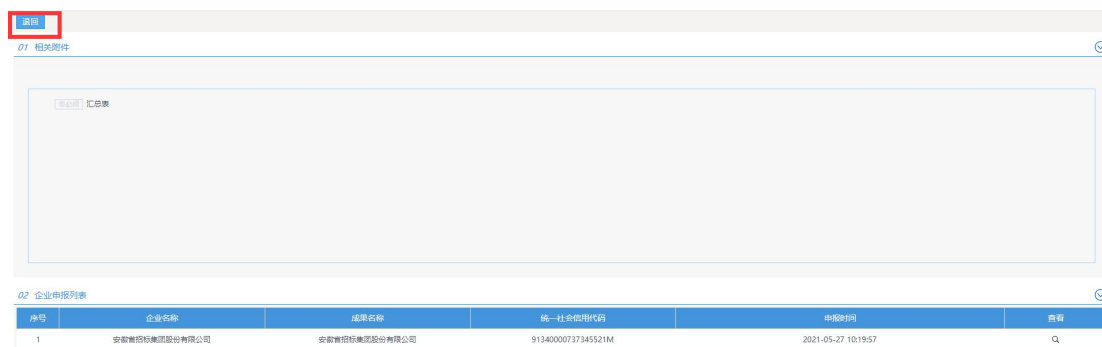 退回
01 相关附件
非必须 汇总表
02 企业申报列表
序号 企业名称 成果名称 统一社会信用代码 申报时间 查看
1 安徽省招标集团股份有限公司 安徽省招标集团股份有限公司 91340000737345521M 2021-05-27 10:19:57